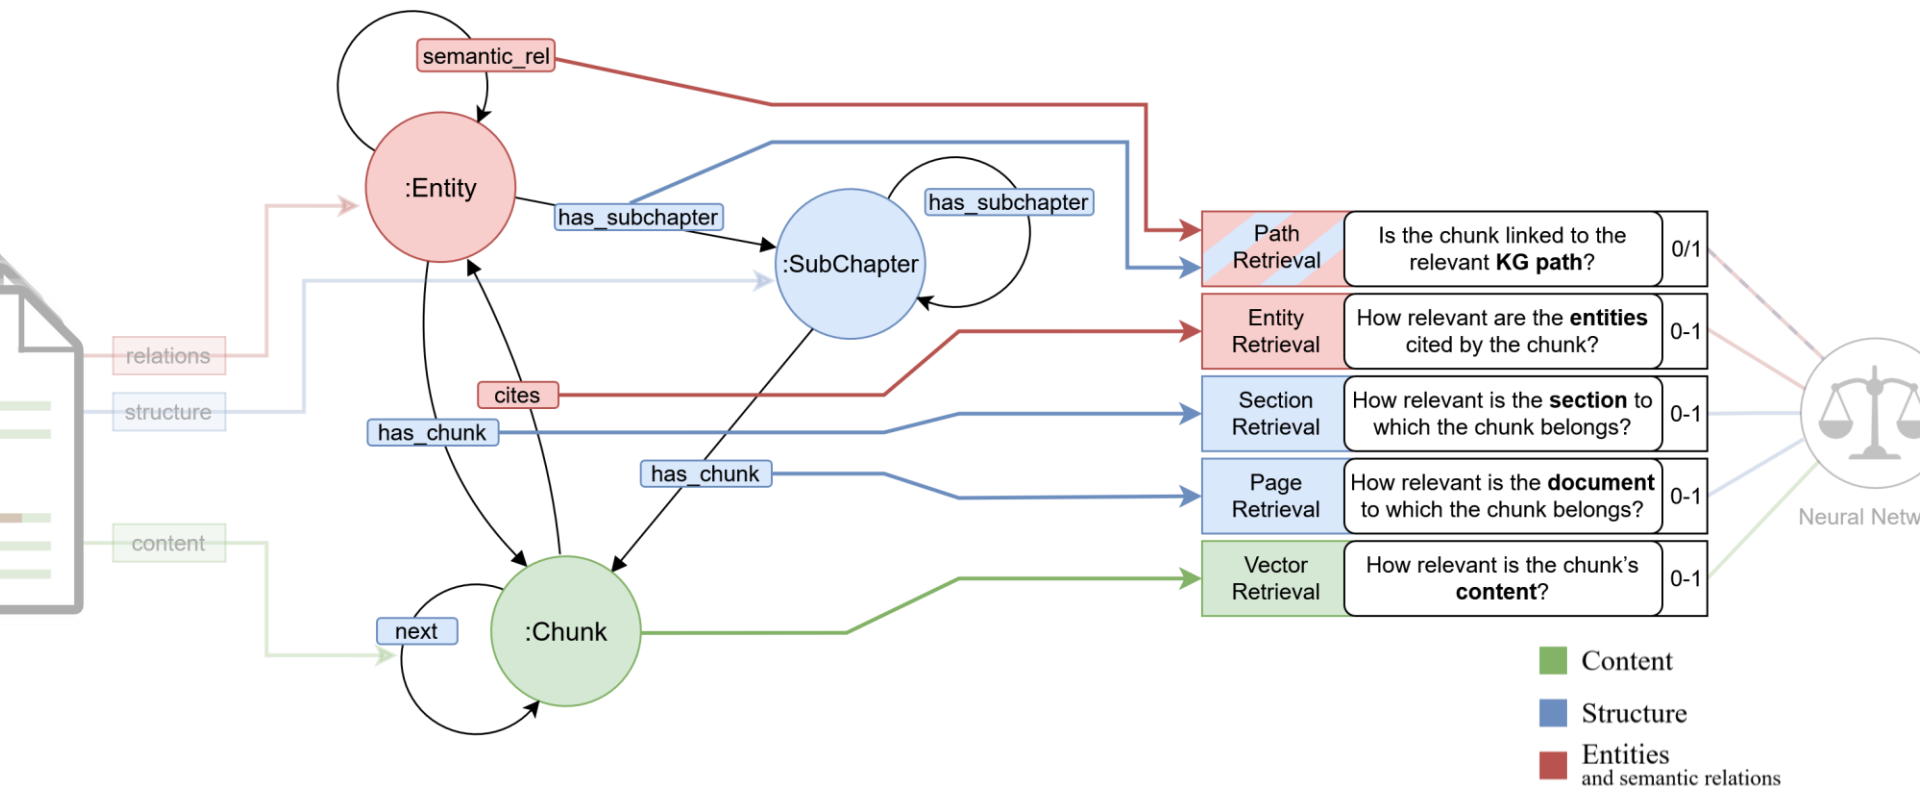 semantic_rel
:Entity
has_subchapter
has_subchapter
:SubChapter
relations
structure
content
cites
has_chunk
has_chunk
next
:Chunk
Path
Retrieval
Is the chunk linked to the
relevant KG path?
0/1
Entity
Retrieval
How relevant are the entities
cited by the chunk?
0-1
Section
Retrieval
How relevant is the section to
which the chunk belongs?
0-1
Page
Retrieval
How relevant is the document
to which the chunk belongs?
0-1
Vector
Retrieval
How relevant is the chunk’s
content?
0-1
Neural Netw
Content
Structure
Entities
and semantic relations